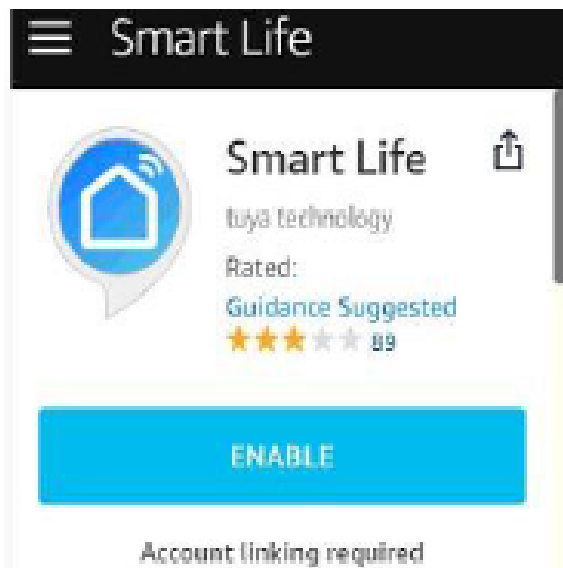 Smart Life
Smart Life
tuya technology
Rated:
Guidance Suggested
89
ENABLE
Account linking required